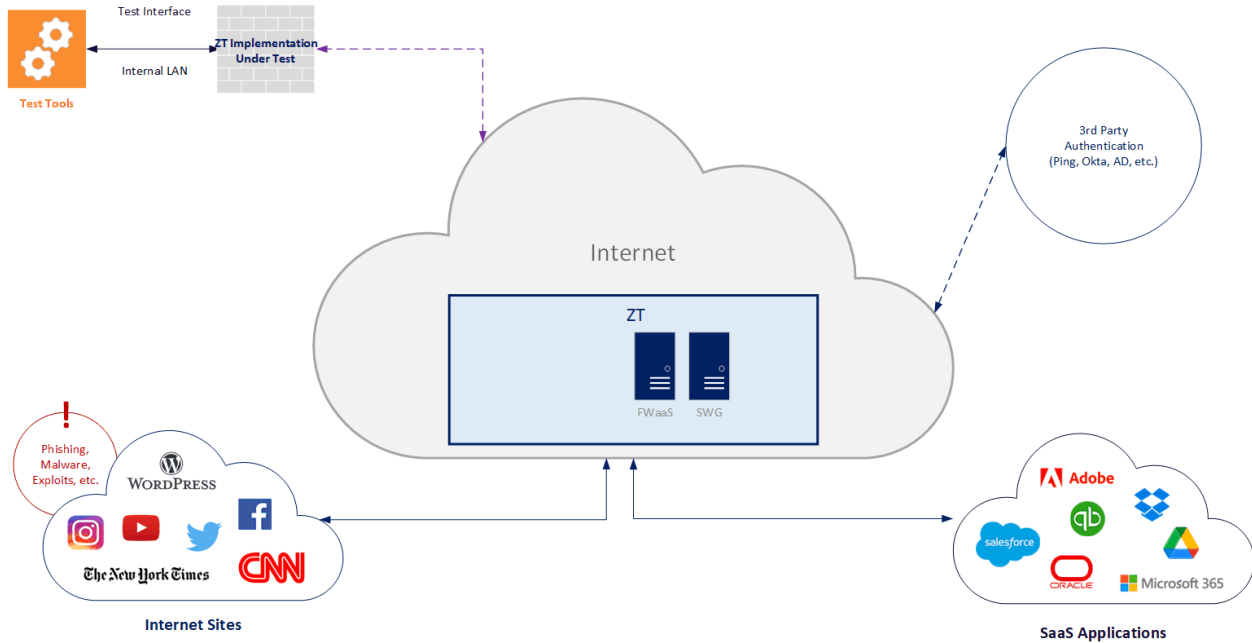 Test Interface
ZT Implementation
Under Test
Internal LAN
Test Tools
3rd Party
Authentication
(Ping, Okta, AD, etc.)
Internet
ZT
FWaaS
SWG
!
Phishing,
Malware,
Exploits, etc.
W
WORDPRESS
f
The New York Times
CNN
Internet Sites
Adobe
qb
salesforce
ORACLE
Microsoft 365
SaaS Applications